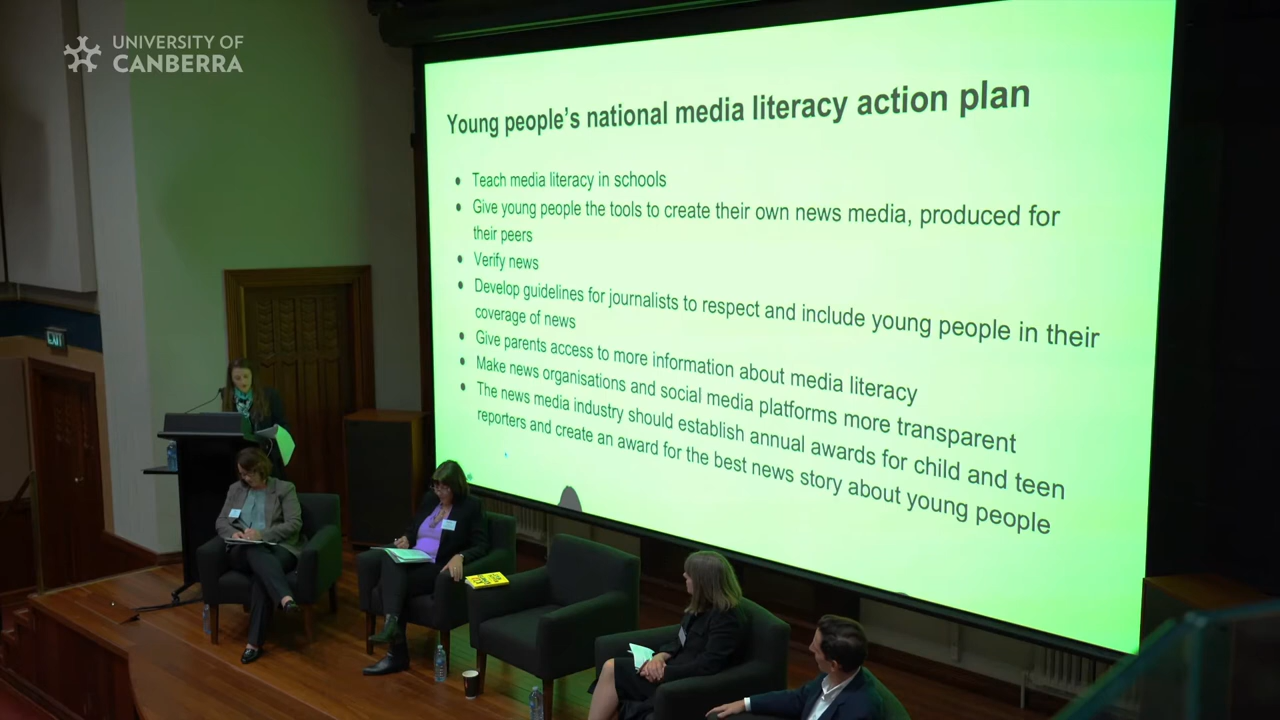 UNIVERSITY OF
CANBERRA
Young people's national media literacy action plan
• Teach media literacy in schools
• Give young people the tools to create their own news media, produced for
their peers
• Verify news
• Develop guidelines for journalists to respect and include young people in their
coverage of news
• Give parents access to more information about media literacy
• Make news organisations and social media platforms more transparent
• The news media industry should establish annual awards for child and teen
reporters and create an award for the best news story about young people
EXIT